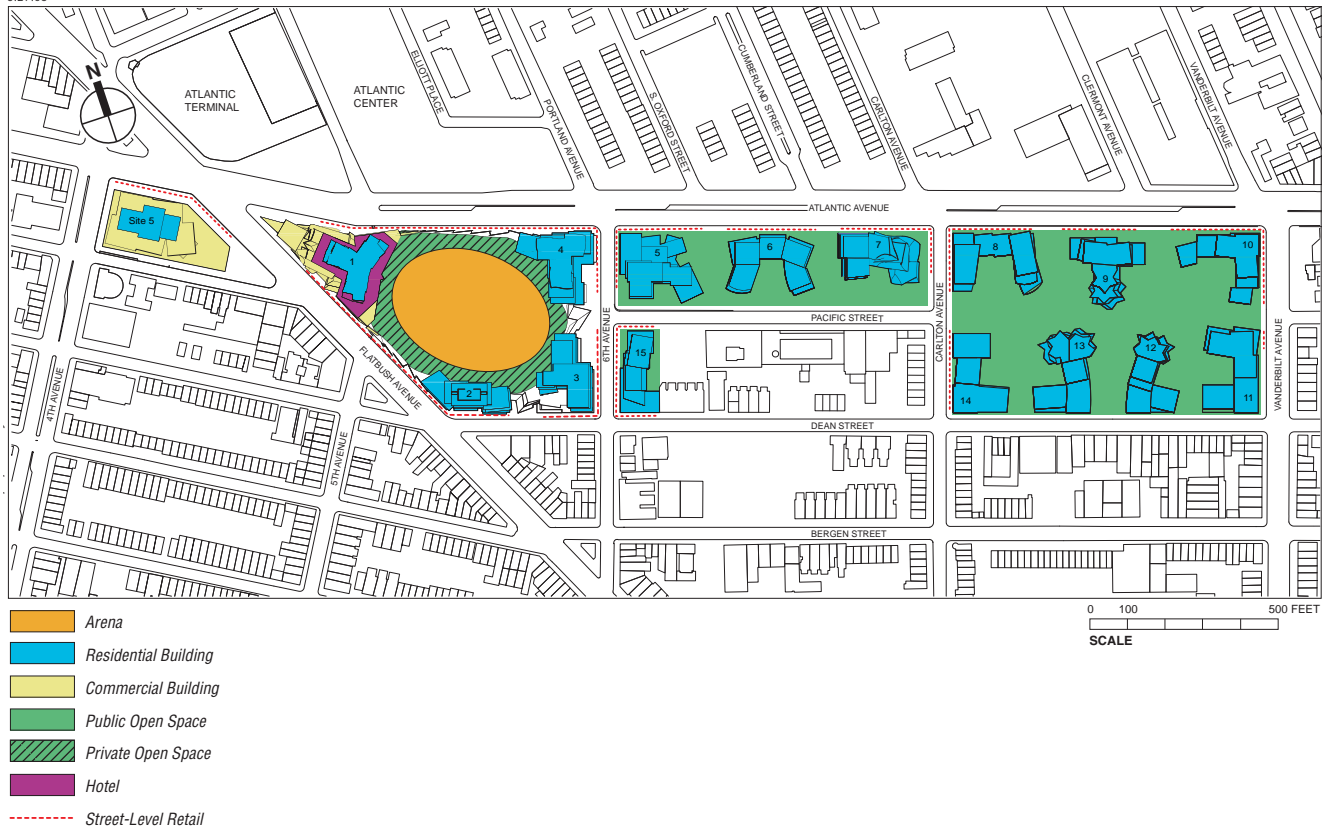 N
ATLANTIC
TERMINAL
ATLANTIC
CENTER
ELLIOTT PLACE
PORTLAND AVENUE
S. OXFORD STREET
CUMBERLAND STREET
CARLTON AVENUE
CLERMONT AVENUE
VANDERBILT AVENUE
ATLANTIC AVENUE
Site 5
1
4
5
6
7
8
9
10
PACIFIC STREET
6TH AVENUE
CARLTON AVENUE
VANDERBILT AVENUE
FLATBUSH AVENUE
4TH AVENUE
5TH AVENUE
2
3
15
14
13
12
11
DEAN STREET
BERGEN STREET
0 100 500 FEET
SCALE
Arena
Residential Building
Commercial Building
Public Open Space
Private Open Space
Hotel
Street-Level Retail